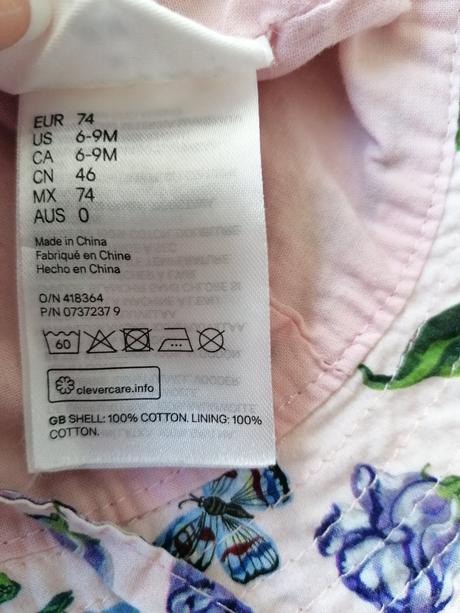 EUR 74
US 6-9M
CA 6-9M
CN 46
MX 74
AUS 0
Made in China
Fabriqué en Chine
Hecho en China
O/N 418364
P/N 0737237 9
60
clevercare.info
GB SHELL: 100% COTTON. LINING: 100%
COTTON.